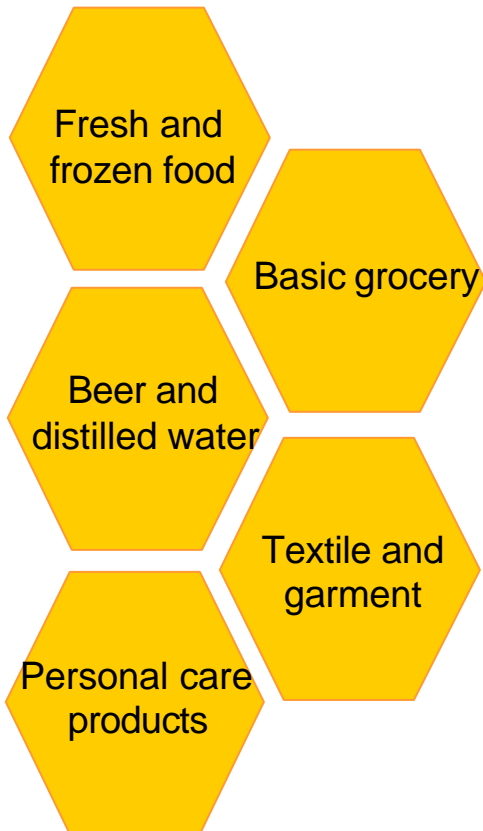 Fresh and
frozen food
Basic grocery
Beer and
distilled water
Textile and
garment
Personal care
products